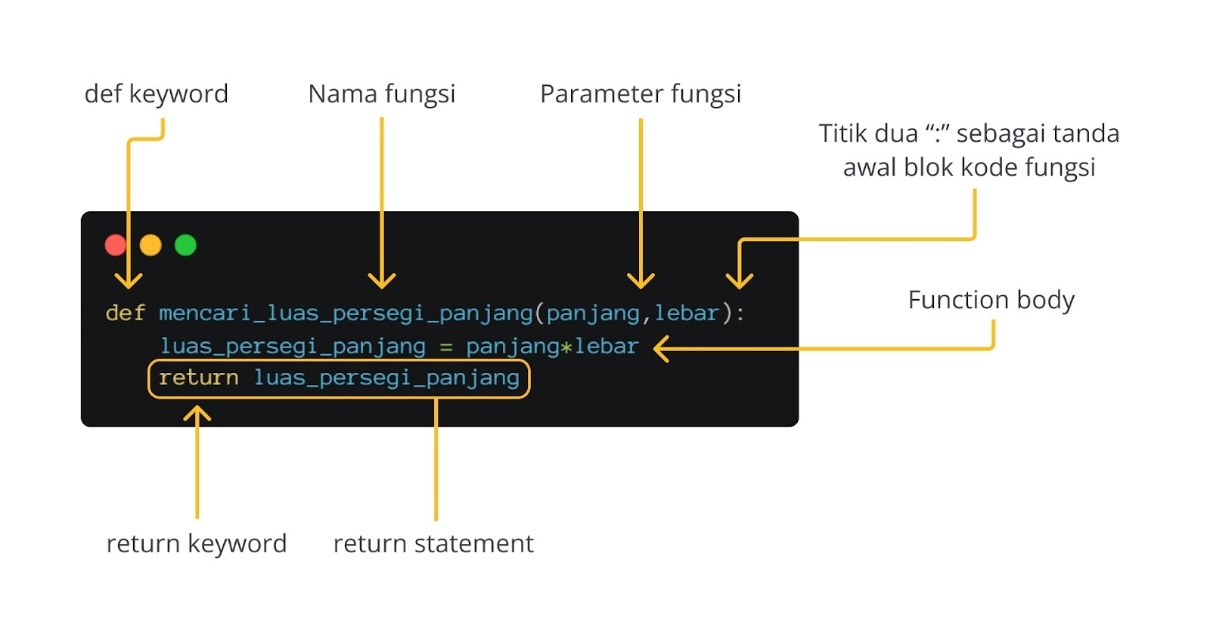 def keyword
Nama fungsi
Parameter fungsi
Titik dua “:” sebagai tanda
awal blok kode fungsi
def mencari_luas_persegi_panjang(panjang,lebar):
luas_persegi_panjang = panjang*lebar
return luas_persegi_panjang
Function body
return keyword
return statement